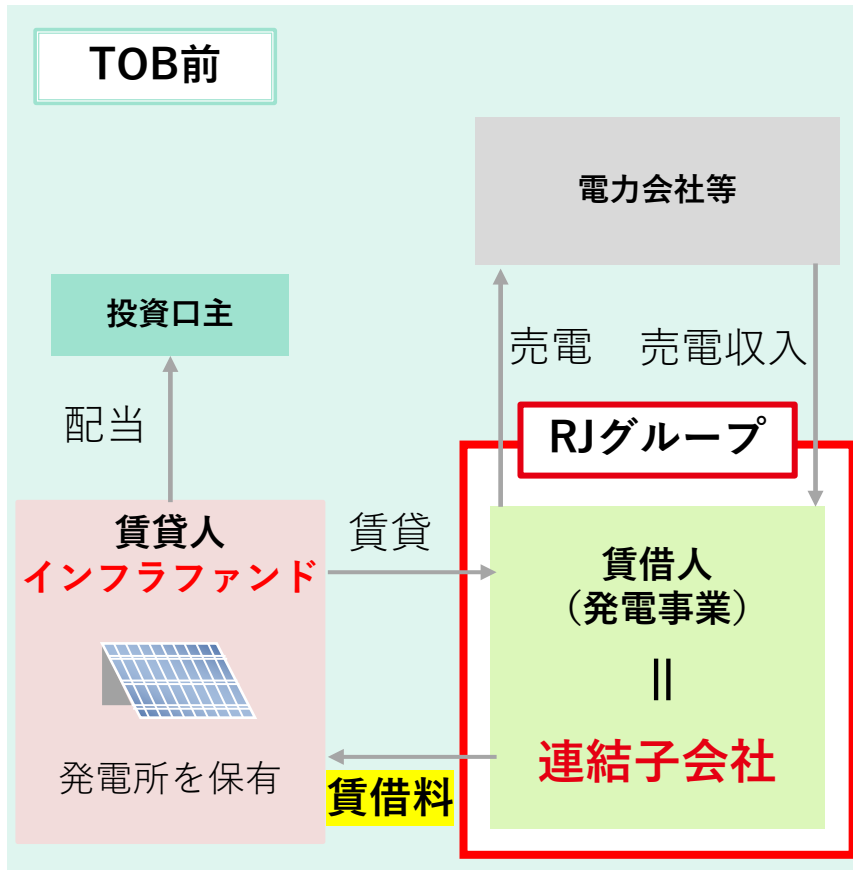 TOB前
電力会社等
投資口主
売電
売電収入
配当
RJグループ
賃貸人
インフラファンド
賃貸
賃借人
（発電事業）
||
連結子会社
発電所を保有
賃借料